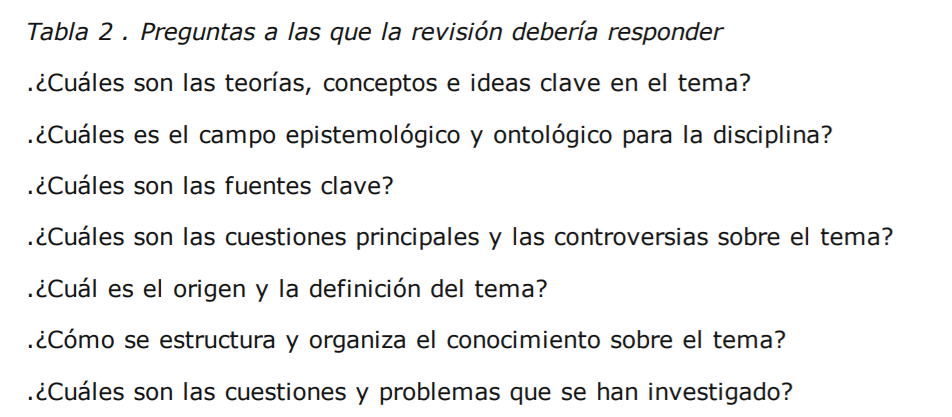 Tabla 2 . Preguntas a las que la revisión debería responder
.¿Cuáles son las teorías, conceptos e ideas clave en el tema?
.¿Cuáles es el campo epistemológico y ontológico para la disciplina?
.¿Cuáles son las fuentes clave?
.¿Cuáles son las cuestiones principales y las controversias sobre el tema?
.¿Cuál es el origen y la definición del tema?
.¿Cómo se estructura y organiza el conocimiento sobre el tema?
.¿Cuáles son las cuestiones y problemas que se han investigado?